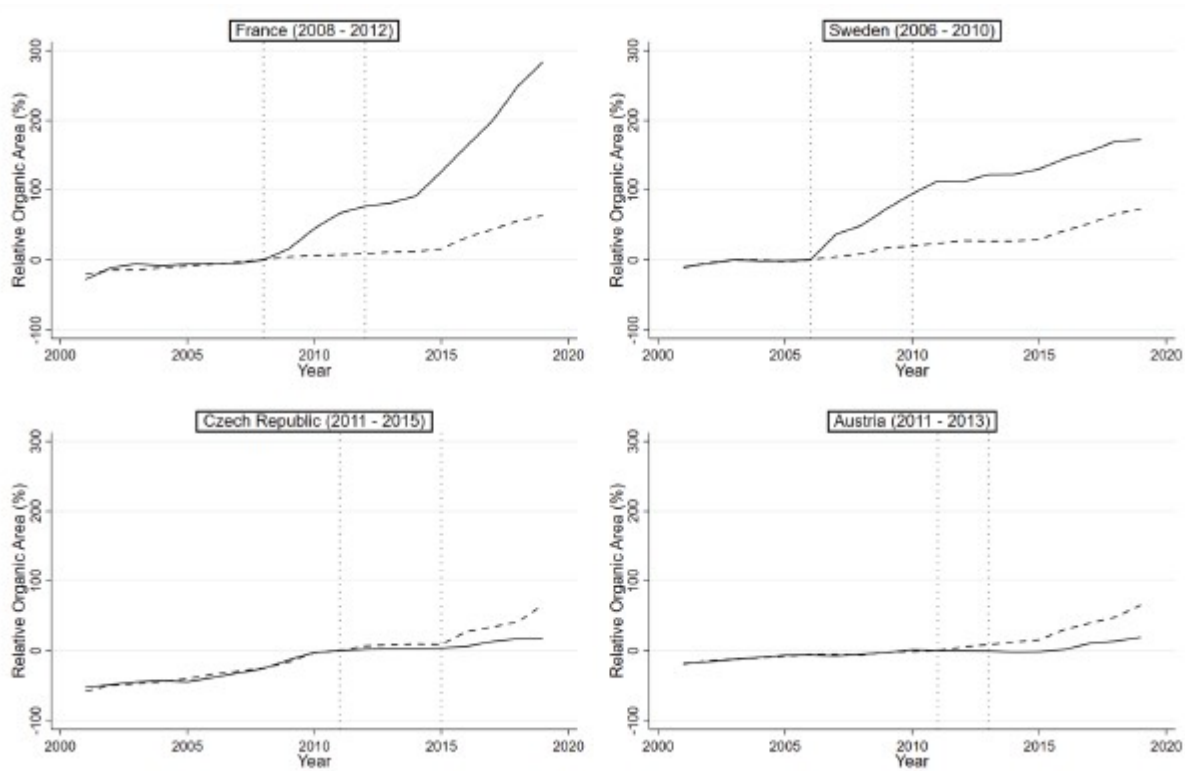 France (2008 - 2012)
Relative Organic Area (%)
300
200
100
0
-100
2000 2005 2010 2015 2020
Year
Sweden (2006 - 2010)
Relative Organic Area (%)
300
200
100
0
-100
2000 2005 2010 2015 2020
Year
Czech Republic (2011 - 2015)
Relative Organic Area (%)
300
200
100
0
-100
2000 2005 2010 2015 2020
Year
Austria (2011 - 2013)
Relative Organic Area (%)
300
200
100
0
-100
2000 2005 2010 2015 2020
Year